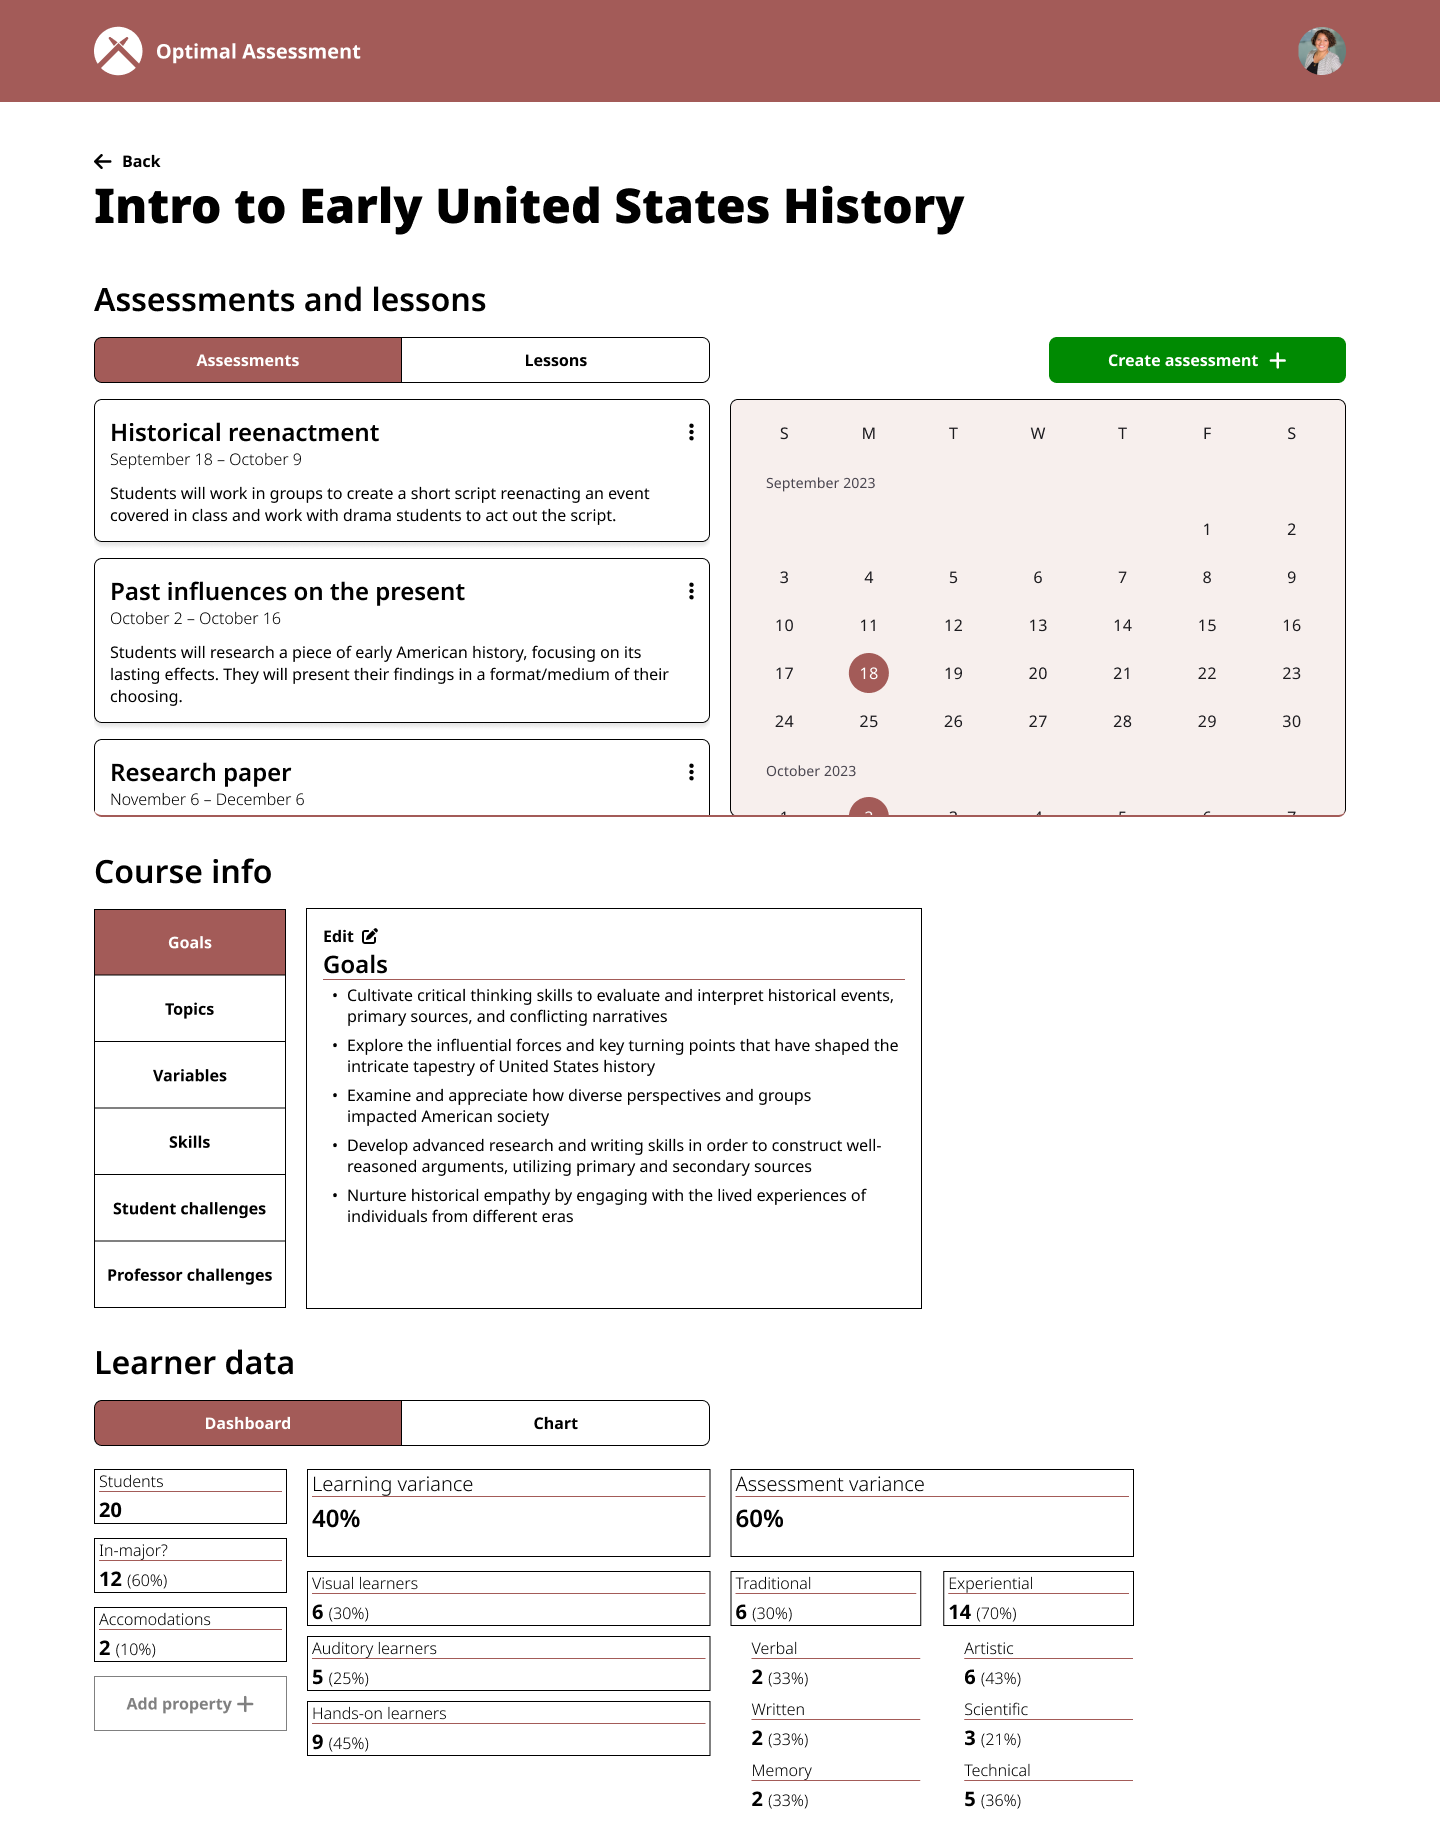 Optimal Assessment
Back
Intro to Early United States History
Assessments and lessons
Assessments
Lessons
Create assessment
Historical reenactment
September 18 – October 9
Students will work in groups to create a short script reenacting an event
covered in class and work with drama students to act out the script.
Past influences on the present
October 2 – October 16
Students will research a piece of early American history, focusing on its
lasting effects. They will present their findings in a format/medium of their
choosing.
Research paper
November 6 – December 6
S M T W T F S
September 2023
1 2
3 4 5 6 7 8 9
10 11 12 13 14 15 16
17 18 19 20 21 22 23
24 25 26 27 28 29 30
October 2023
1 2 3 4 5 6 7
Course info
Goals
Topics
Variables
Skills
Student challenges
Professor challenges
Edit
Goals
• Cultivate critical thinking skills to evaluate and interpret historical events,
primary sources, and conflicting narratives
• Explore the influential forces and key turning points that have shaped the
intricate tapestry of United States history
• Examine and appreciate how diverse perspectives and groups
impacted American society
• Develop advanced research and writing skills in order to construct well-
reasoned arguments, utilizing primary and secondary sources
• Nurture historical empathy by engaging with the lived experiences of
individuals from different eras
Learner data
Dashboard
Chart
Students
20
In-major?
12 (60%)
Accomodations
2 (10%)
Add property
Learning variance
40%
Visual learners
6 (30%)
Auditory learners
5 (25%)
Hands-on learners
9 (45%)
Assessment variance
60%
Traditional
6 (30%)
Verbal
2 (33%)
Written
2 (33%)
Memory
2 (33%)
Experiential
14 (70%)
Artistic
6 (43%)
Scientific
3 (21%)
Technical
5 (36%)